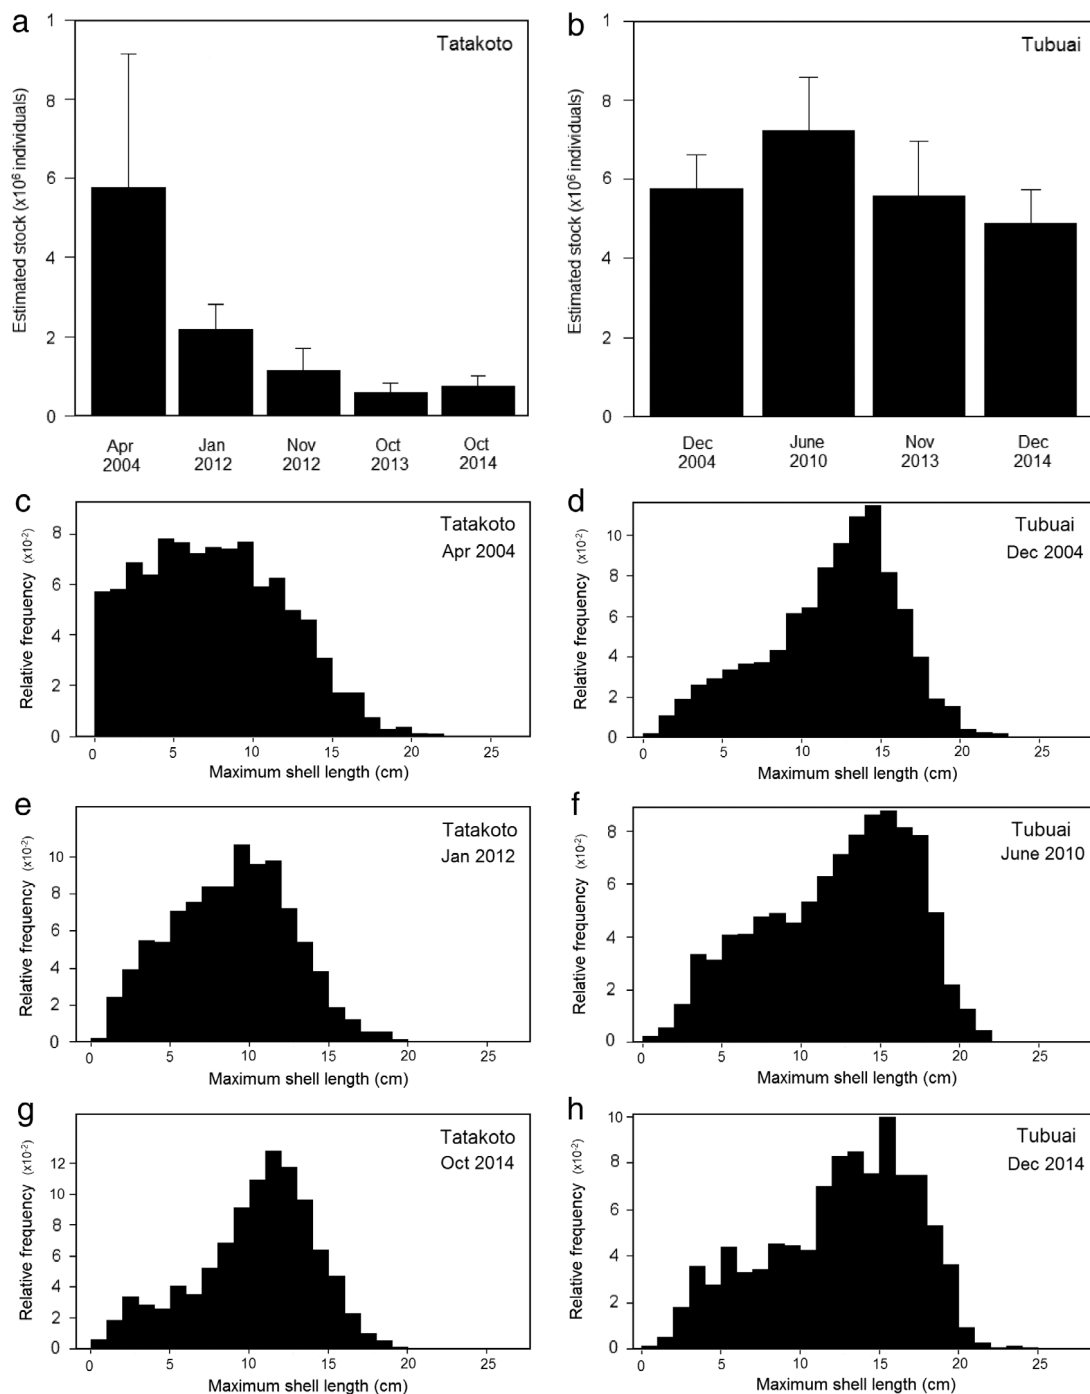 a
Tatakoto
Estimated stock (x10⁶ individuals)
1
8
6
4
2
0
Apr 2004
Jan 2012
Nov 2012
Oct 2013
Oct 2014
b
Tubuai
Estimated stock (x10⁶ individuals)
1
8
6
4
2
0
Dec 2004
June 2010
Nov 2013
Dec 2014
c
Tatakoto
Apr 2004
Relative frequency (x10⁻²)
8
6
4
2
0
0 5 10 15 20 25
Maximum shell length (cm)
d
Tubuai
Dec 2004
Relative frequency (x10⁻²)
10
8
6
4
2
0
0 5 10 15 20 25
Maximum shell length (cm)
e
Tatakoto
Jan 2012
Relative frequency (x10⁻²)
10
8
6
4
2
0
0 5 10 15 20 25
Maximum shell length (cm)
f
Tubuai
June 2010
Relative frequency (x10⁻²)
8
6
4
2
0
0 5 10 15 20 25
Maximum shell length (cm)
g
Tatakoto
Oct 2014
Relative frequency (x10⁻²)
12
10
8
6
4
2
0
0 5 10 15 20 25
Maximum shell length (cm)
h
Tubuai
Dec 2014
Relative frequency (x10⁻²)
10
8
6
4
2
0
0 5 10 15 20 25
Maximum shell length (cm)